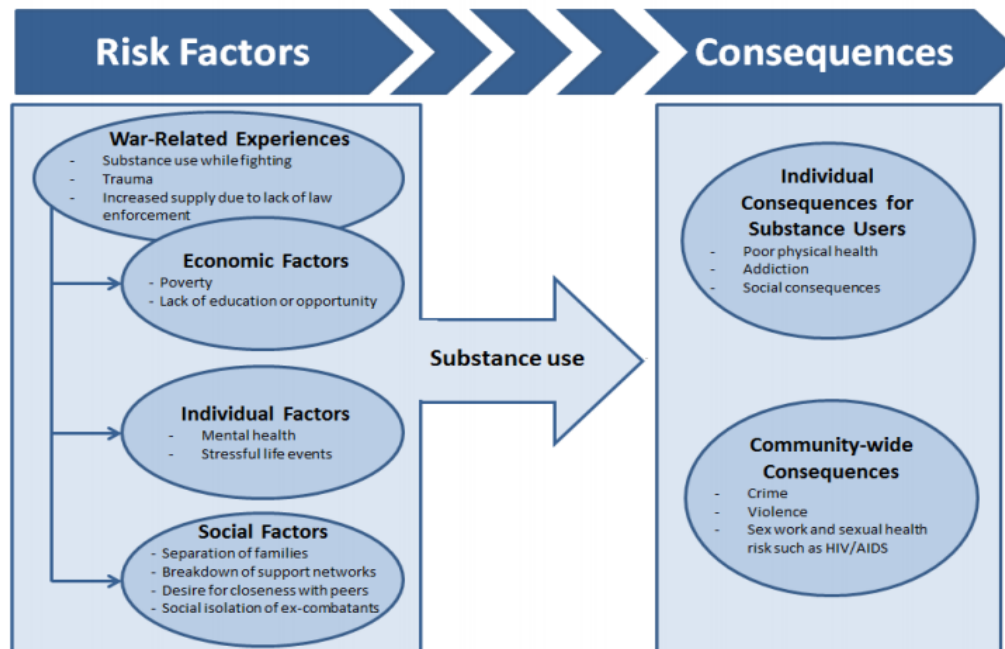 Risk Factors
Consequences
War-Related Experiences
- Substance use while fighting
- Trauma
- Increased supply due to lack of law
enforcement
Economic Factors
- Poverty
- Lack of education or opportunity
Individual Factors
- Mental health
- Stressful life events
Social Factors
- Separation of families
- Breakdown of support networks
- Desire for closeness with peers
- Social isolation of ex-combatants
Substance use
Individual
Consequences for
Substance Users
- Poor physical health
- Addiction
- Social consequences
Community-wide
Consequences
- Crime
- Violence
- Sex work and sexual health
risk such as HIV/AIDS